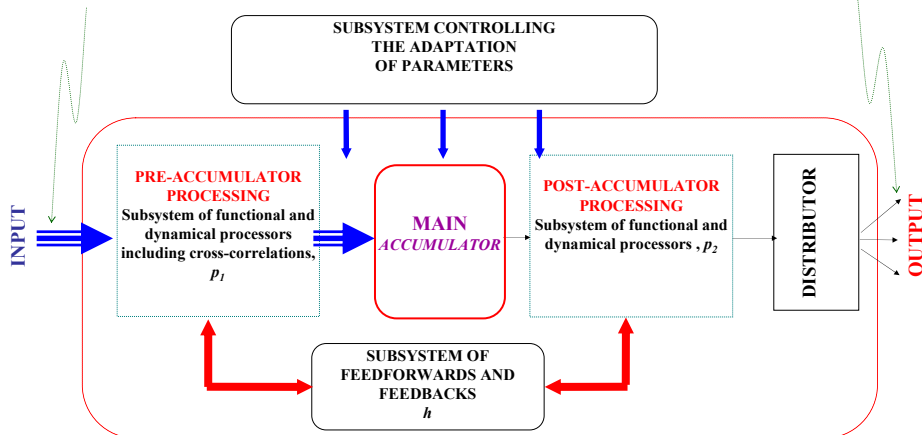 SUBSYSTEM CONTROLLING
THE ADAPTATION
OF PARAMETERS
INPUT
PRE-ACCUMULATOR
PROCESSING
Subsystem of functional and
dynamical processors
including cross-correlations,
p1
MAIN
ACCUMULATOR
POST-ACCUMULATOR
PROCESSING
Subsystem of functional and
dynamical processors , p2
DISTRIBUTOR
OUTPUT
SUBSYSTEM OF
FEEDFORWARDS AND
FEEDBACKS
h